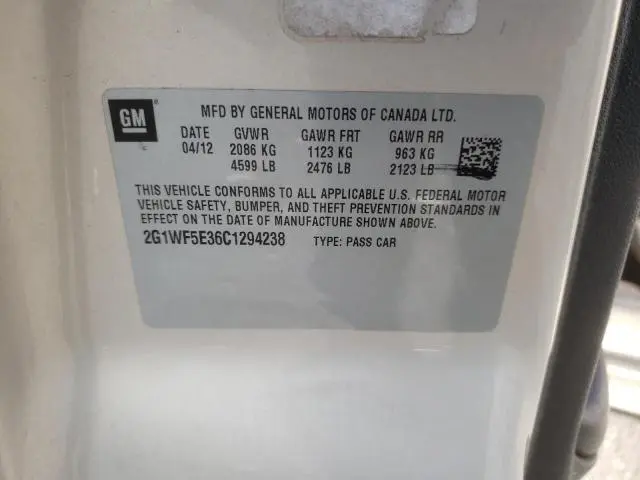 GM
MFD BY GENERAL MOTORS OF CANADA LTD.
DATE GVWR GAWR FRT GAWR RR
04/12 2086 KG 1123 KG 963 KG
4599 LB 2476 LB 2123 LB
THIS VEHICLE CONFORMS TO ALL APPLICABLE U.S. FEDERAL MOTOR
VEHICLE SAFETY, BUMPER, AND THEFT PREVENTION STANDARDS IN
EFFECT ON THE DATE OF MANUFACTURE SHOWN ABOVE.
2G1WF5E36C1294238 TYPE: PASS CAR